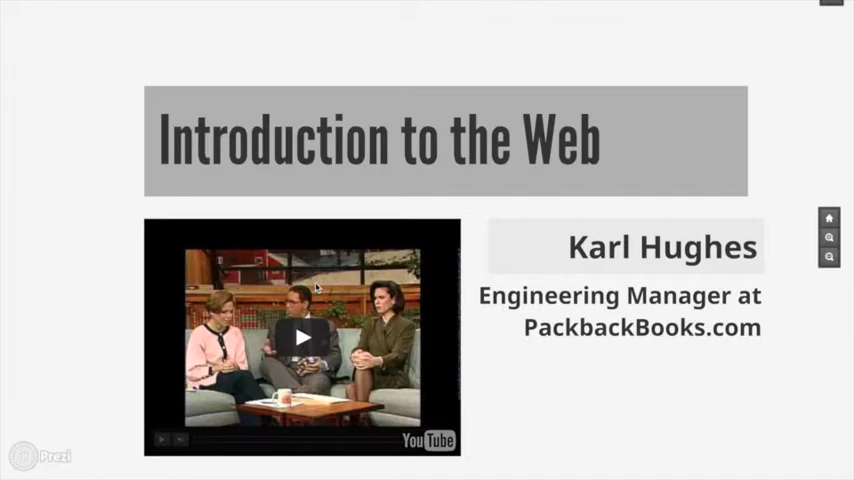 Introduction to the Web
Karl Hughes
Engineering Manager at
PackbackBooks.com
YouTube
Prezi